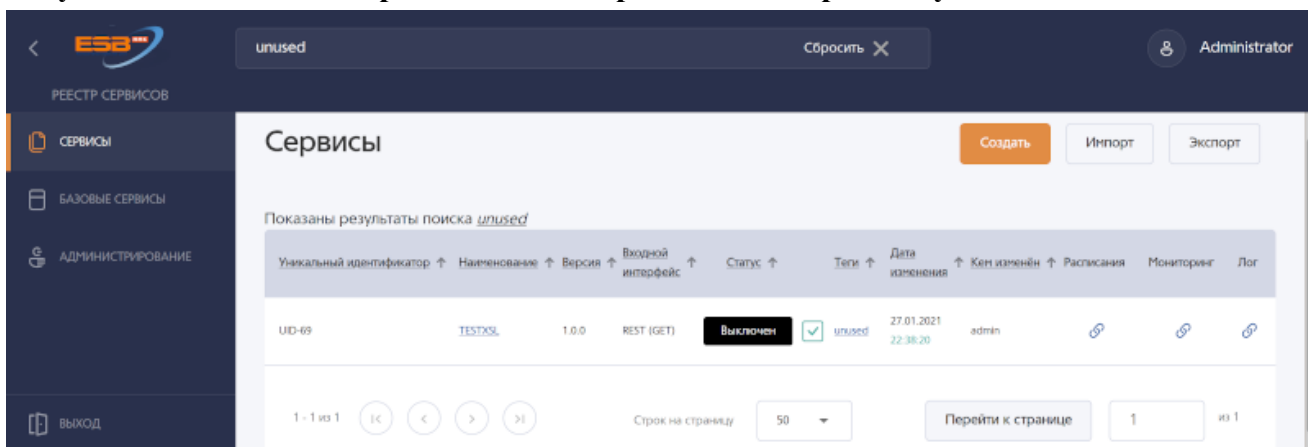 ESB
unused
Сбросить
Administrator
РЕЕСТР СЕРВИСОВ
СЕРВИСЫ
БАЗОВЫЕ СЕРВИСЫ
АДМИНИСТРИРОВАНИЕ
ВЫХОД
Сервисы
Создать
Импорт
Экспорт
Показаны результаты поиска unused
Уникальный идентификатор ↑ Наименование ↑ Версия ↑ Входной интерфейс ↑ Статус ↑ Теги ↑ Дата изменения ↑ Кем изменён ↑ Расписания Мониторинг Лог
UID-69 TESTXSL 1.0.0 REST (GET) Выключен unused 27.01.2021 22:38:20 admin
1 - 1 из 1 Строк на страницу 50 Перейти к странице 1 из 1